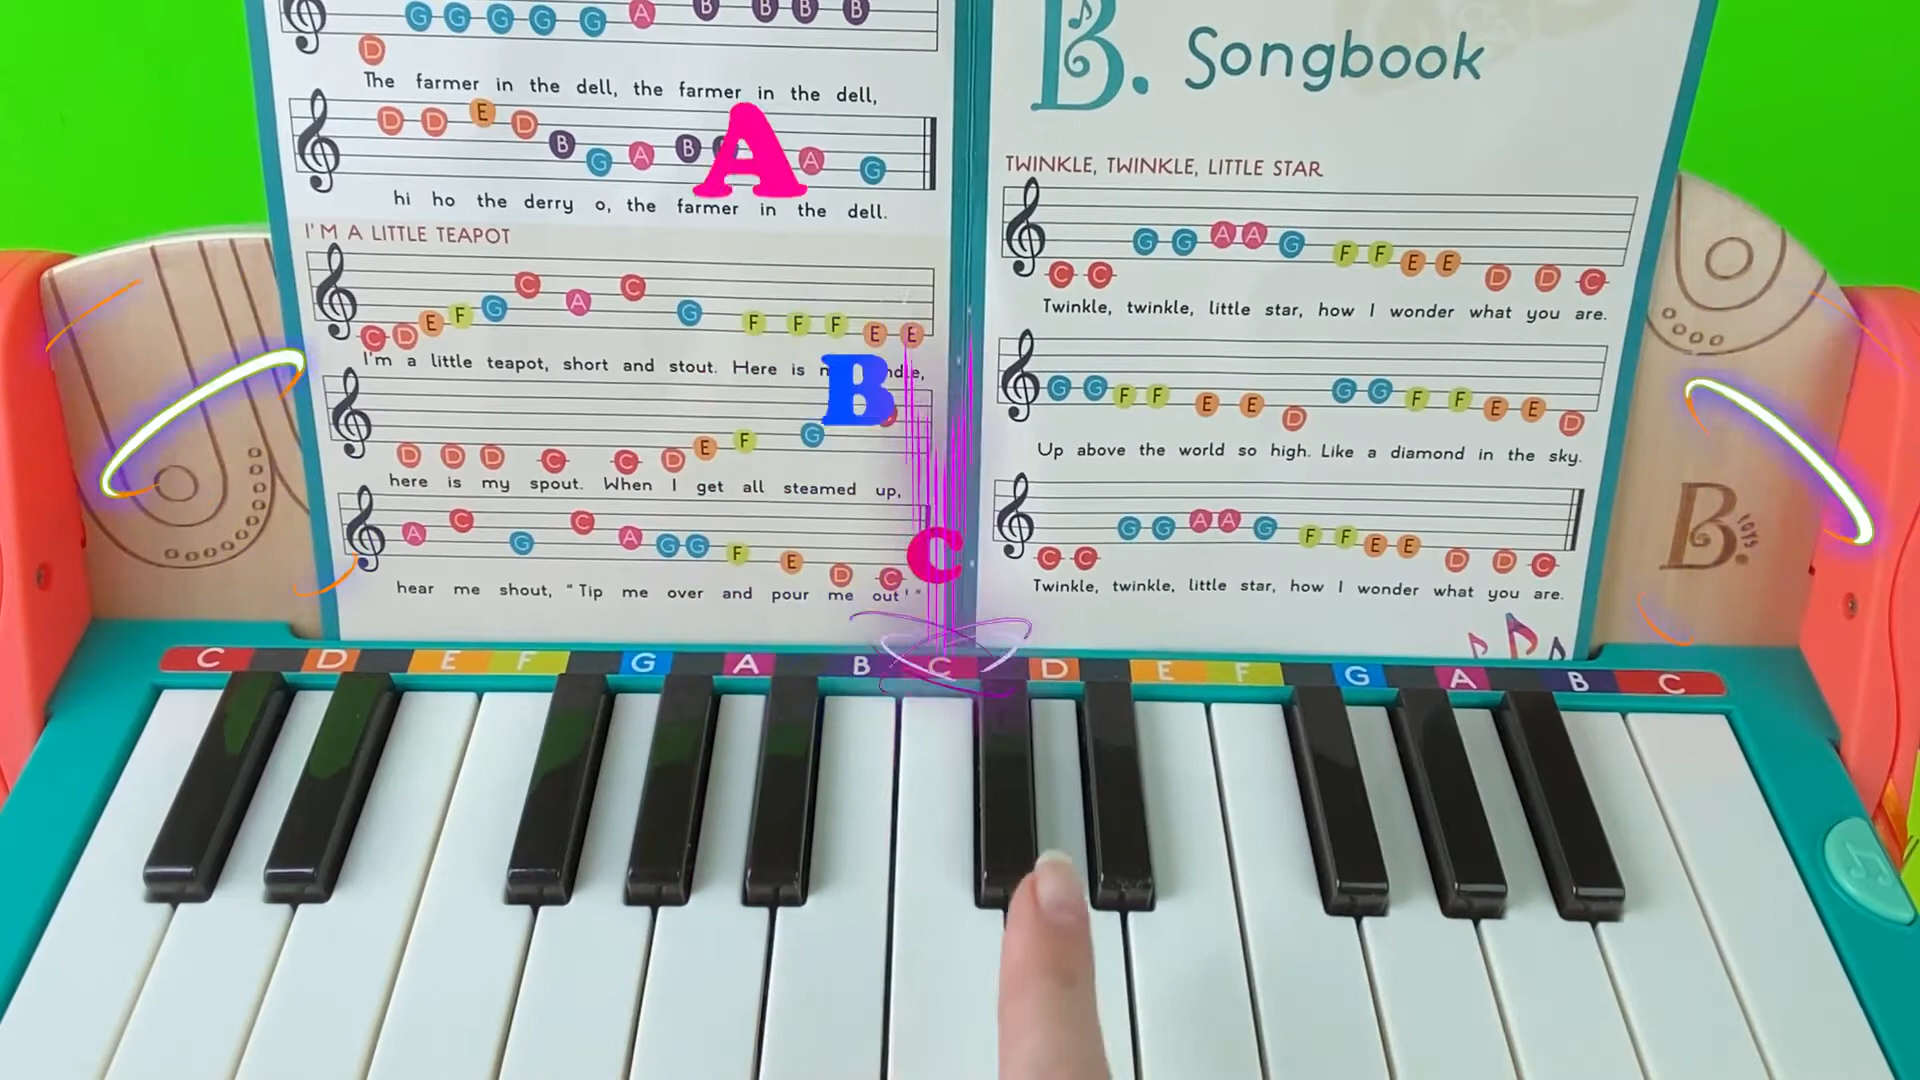 G G G G G A B B B B
D
The farmer in the dell, the farmer in the dell,
D D E D B G A B A G
hi ho the derry o, the farmer in the dell.
A
I'M A LITTLE TEAPOT
C D E F G C A C G F F F E E
I'm a little teapot, short and stout. Here is
B
D D D C C D E F G
here is my spout. When I get all steamed up,
A C G C A G G F E D C
hear me shout, "Tip me over and pour me out!"
C
B. Songbook
TWINKLE, TWINKLE, LITTLE STAR
C C G G A A G F F E E D D C
Twinkle, twinkle, little star, how I wonder what you are.
G G F F E E D G G F F E E D
Up above the world so high. Like a diamond in the sky.
C C G G A A G F F E E D D C
Twinkle, twinkle, little star, how I wonder what you are.
B. toys
C D E F G A B C D E F G A B C